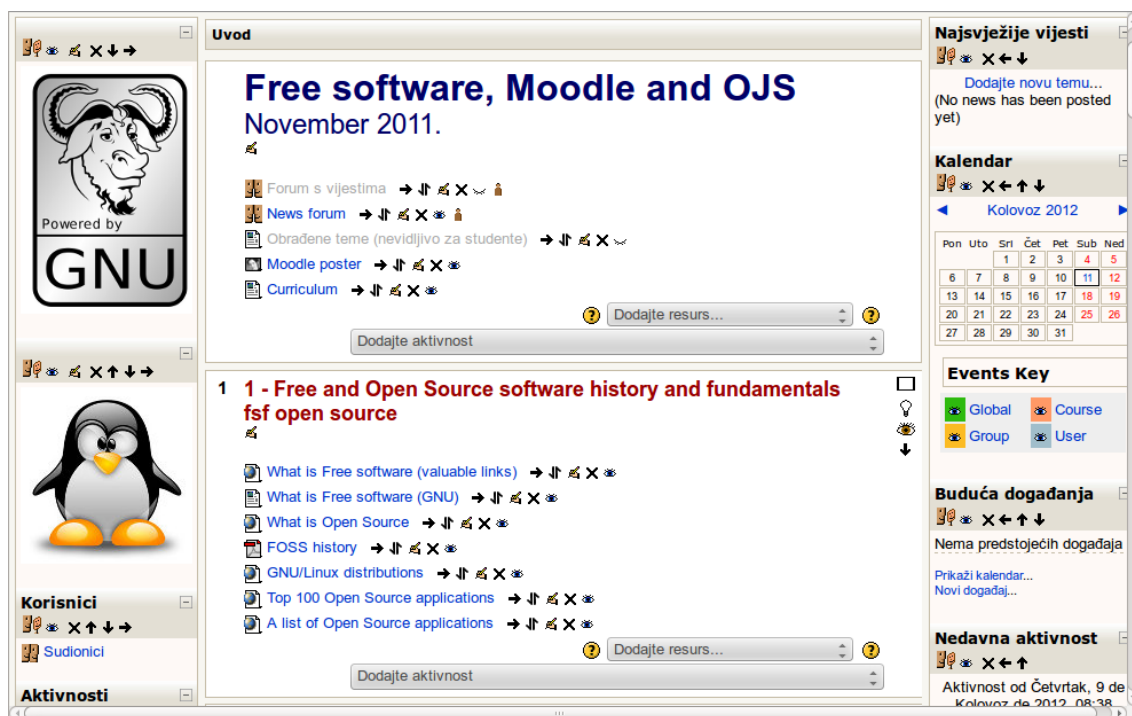 Powered by
GNU
Korisnici
Sudionici
Aktivnosti
Uvod
Free software, Moodle and OJS
November 2011.
Forum s vijestima
News forum
Obrađene teme (nevidljivo za studente)
Moodle poster
Curriculum
? Dodajte resurs... ?
Dodajte aktivnost
1 1 - Free and Open Source software history and fundamentals
fsf open source
What is Free software (valuable links)
What is Free software (GNU)
What is Open Source
FOSS history
GNU/Linux distributions
Top 100 Open Source applications
A list of Open Source applications
? Dodajte resurs... ?
Dodajte aktivnost
Najsvježije vijesti
Dodajte novu temu...
(No news has been posted
yet)
Kalendar
Kolovoz 2012
Pon Uto Sri Čet Pet Sub Ned
1 2 3 4 5
6 7 8 9 10 11 12
13 14 15 16 17 18 19
20 21 22 23 24 25 26
27 28 29 30 31
Events Key
Global Course
Group User
Buduća događanja
Nema predstojećih događaja
Prikaži kalendar...
Novi događaj...
Nedavna aktivnost
Aktivnost od Četvrtak, 9 de
Kolovoz de 2012, 08:38